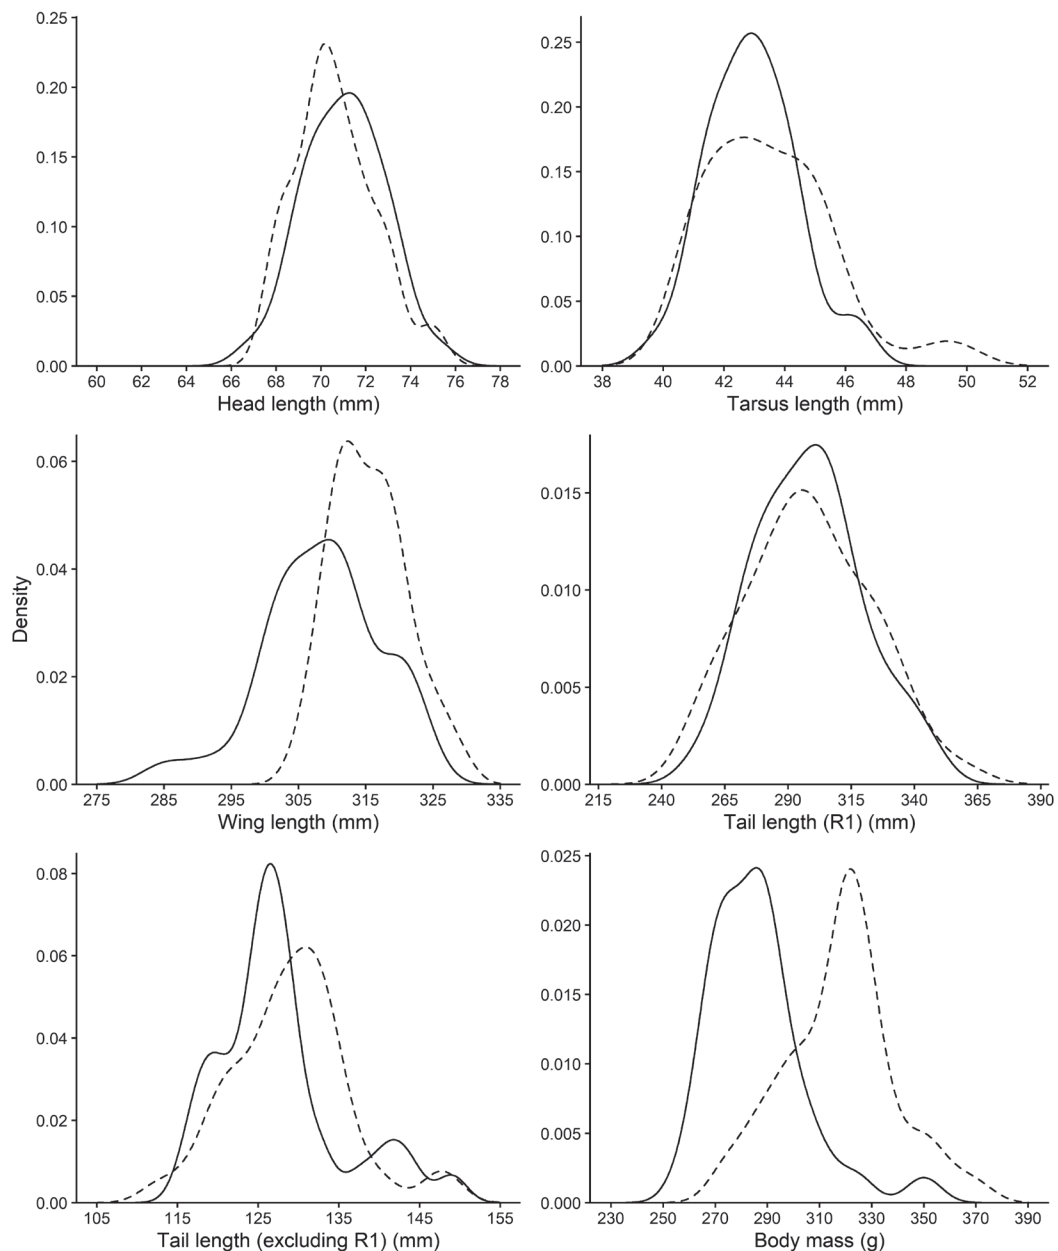 0.25
0.20
0.15
0.10
0.05
0.00
60 62 64 66 68 70 72 74 76 78
Head length (mm)
0.25
0.20
0.15
0.10
0.05
0.00
38 40 42 44 46 48 50 52
Tarsus length (mm)
Density
0.06
0.04
0.02
0.00
275 285 295 305 315 325 335
Wing length (mm)
0.015
0.010
0.005
0.000
215 240 265 290 315 340 365 390
Tail length (R1) (mm)
0.08
0.06
0.04
0.02
0.00
105 115 125 135 145 155
Tail length (excluding R1) (mm)
0.025
0.020
0.015
0.010
0.005
0.000
230 250 270 290 310 330 350 370 390
Body mass (g)